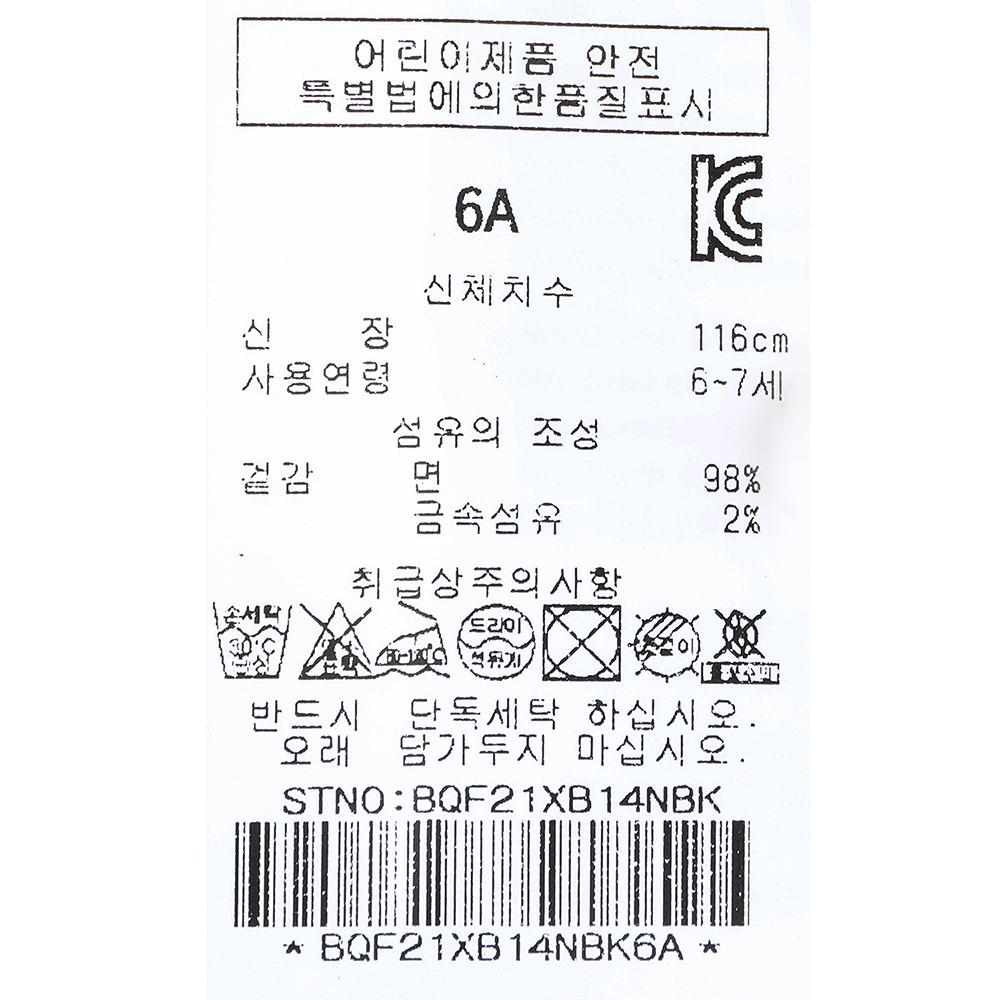 어린이제품 안전
특별법에의한품질표시
6A
KC
신체치수
신 장 116cm
사용연령 6~7세
섬유의 조성
겉감 면 98%
금속섬유 2%
취급상주의사항
손세탁 드라이
30°C 석유계
중성
반드시 단독세탁 하십시오.
오래 담가두지 마십시오.
STNO:BQF21XB14NBK
* BQF21XB14NBK6A *